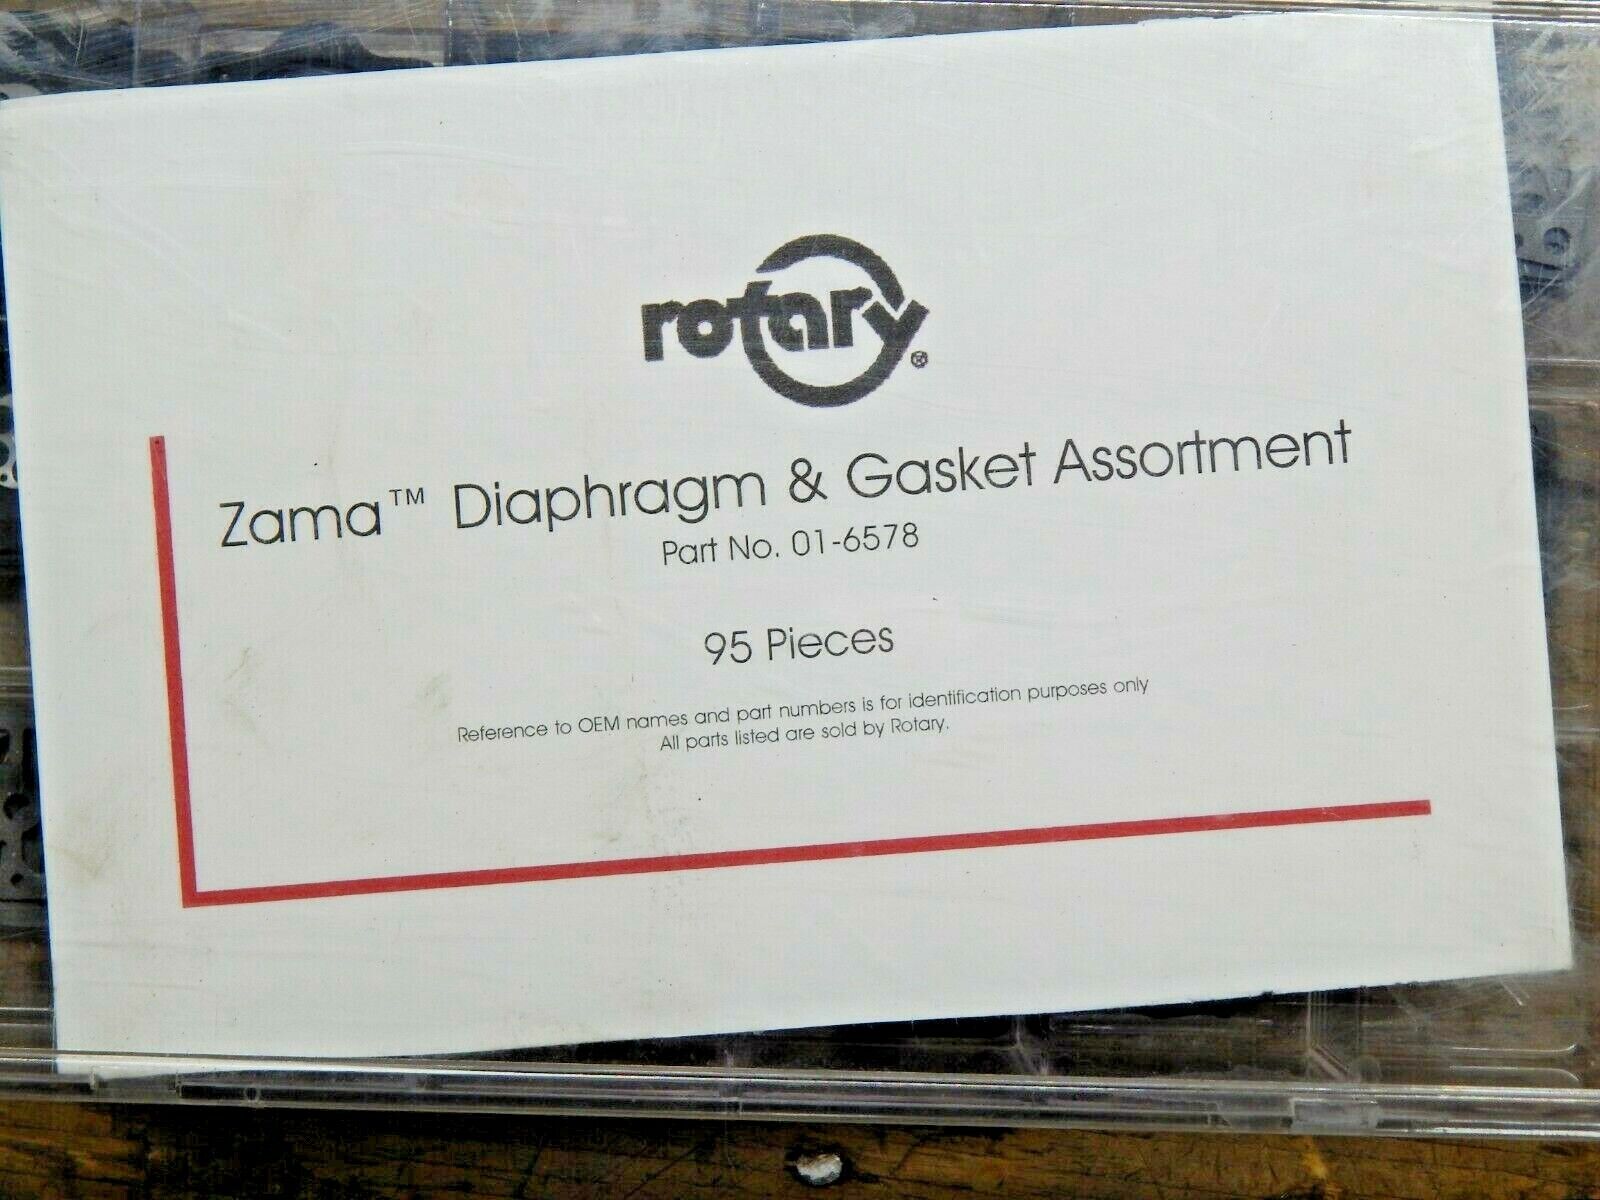 rotary®
Zama™ Diaphragm & Gasket Assortment
Part No. 01-6578
95 Pieces
Reference to OEM names and part numbers is for identification purposes only
All parts listed are sold by Rotary.